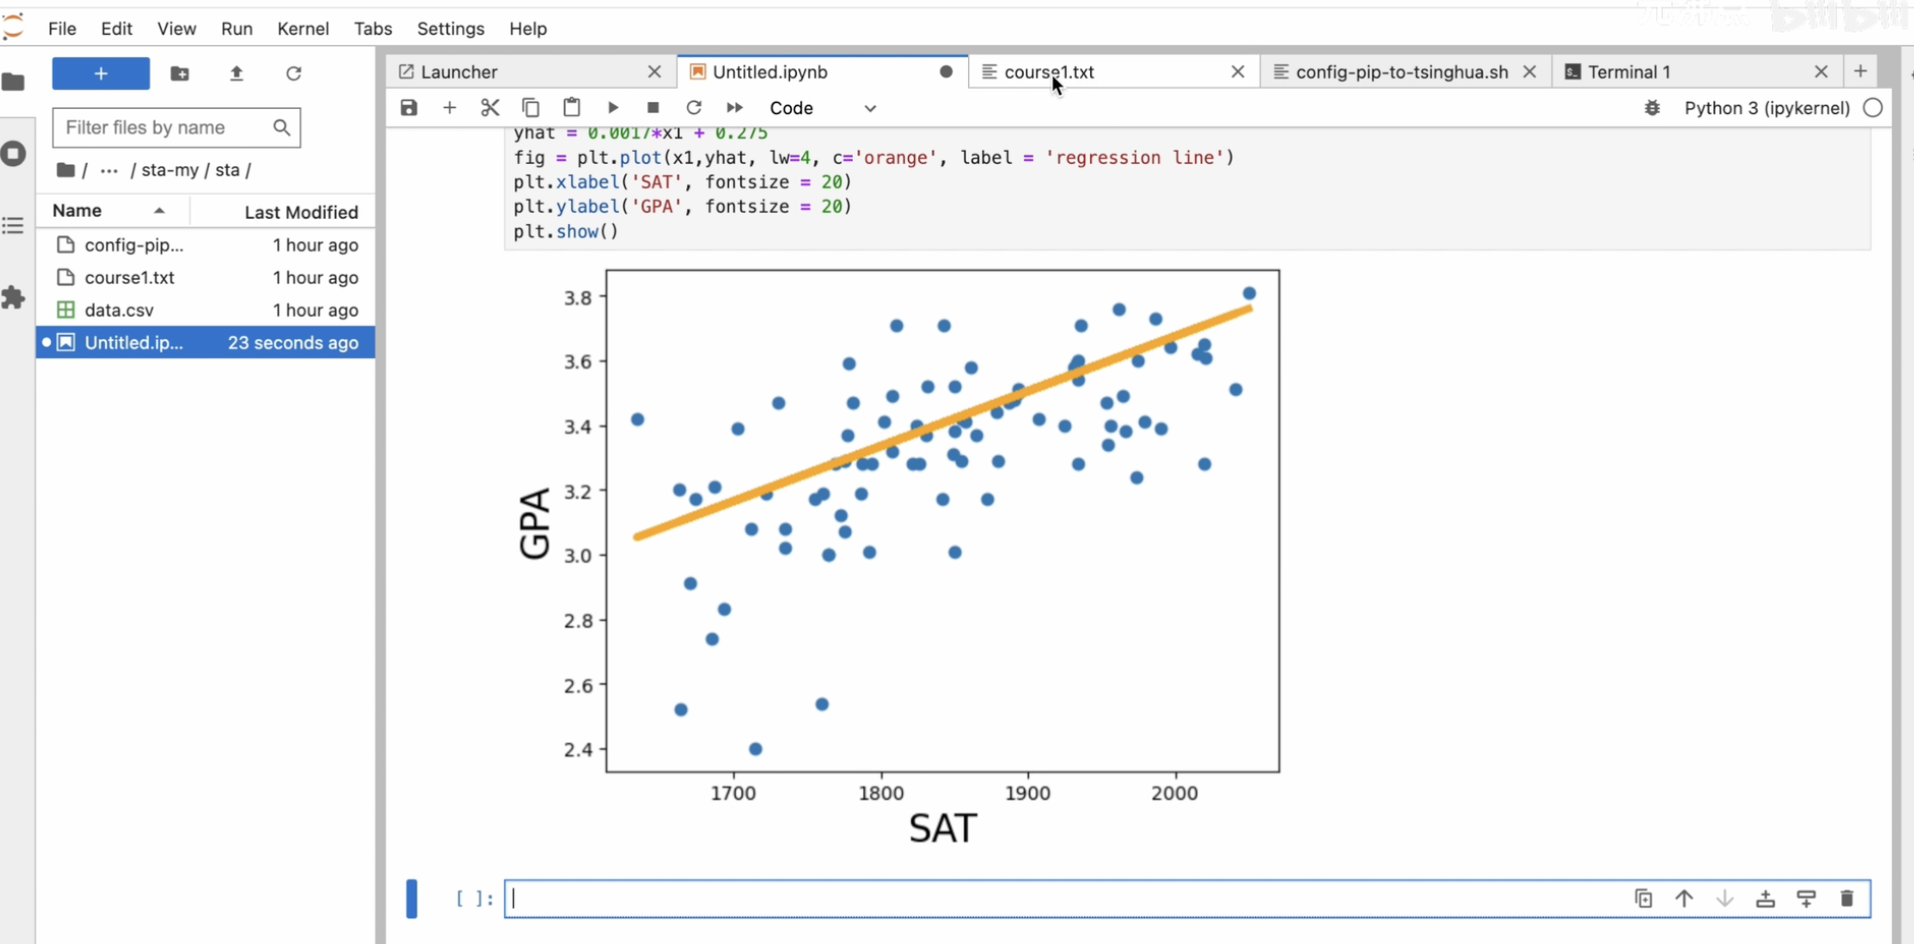 File Edit View Run Kernel Tabs Settings Help
+
Filter files by name
/ ... / sta-my / sta /
Name Last Modified
config-pip... 1 hour ago
course1.txt 1 hour ago
data.csv 1 hour ago
Untitled.ip... 23 seconds ago
Launcher Untitled.ipynb course1.txt config-pip-to-tsinghua.sh Terminal 1
Code Python 3 (ipykernel)
yhat = 0.0017*x1 + 0.275
fig = plt.plot(x1,yhat, lw=4, c='orange', label = 'regression line')
plt.xlabel('SAT', fontsize = 20)
plt.ylabel('GPA', fontsize = 20)
plt.show()
3.8
3.6
3.4
3.2
3.0
2.8
2.6
2.4
GPA
1700 1800 1900 2000
SAT
[ ]: